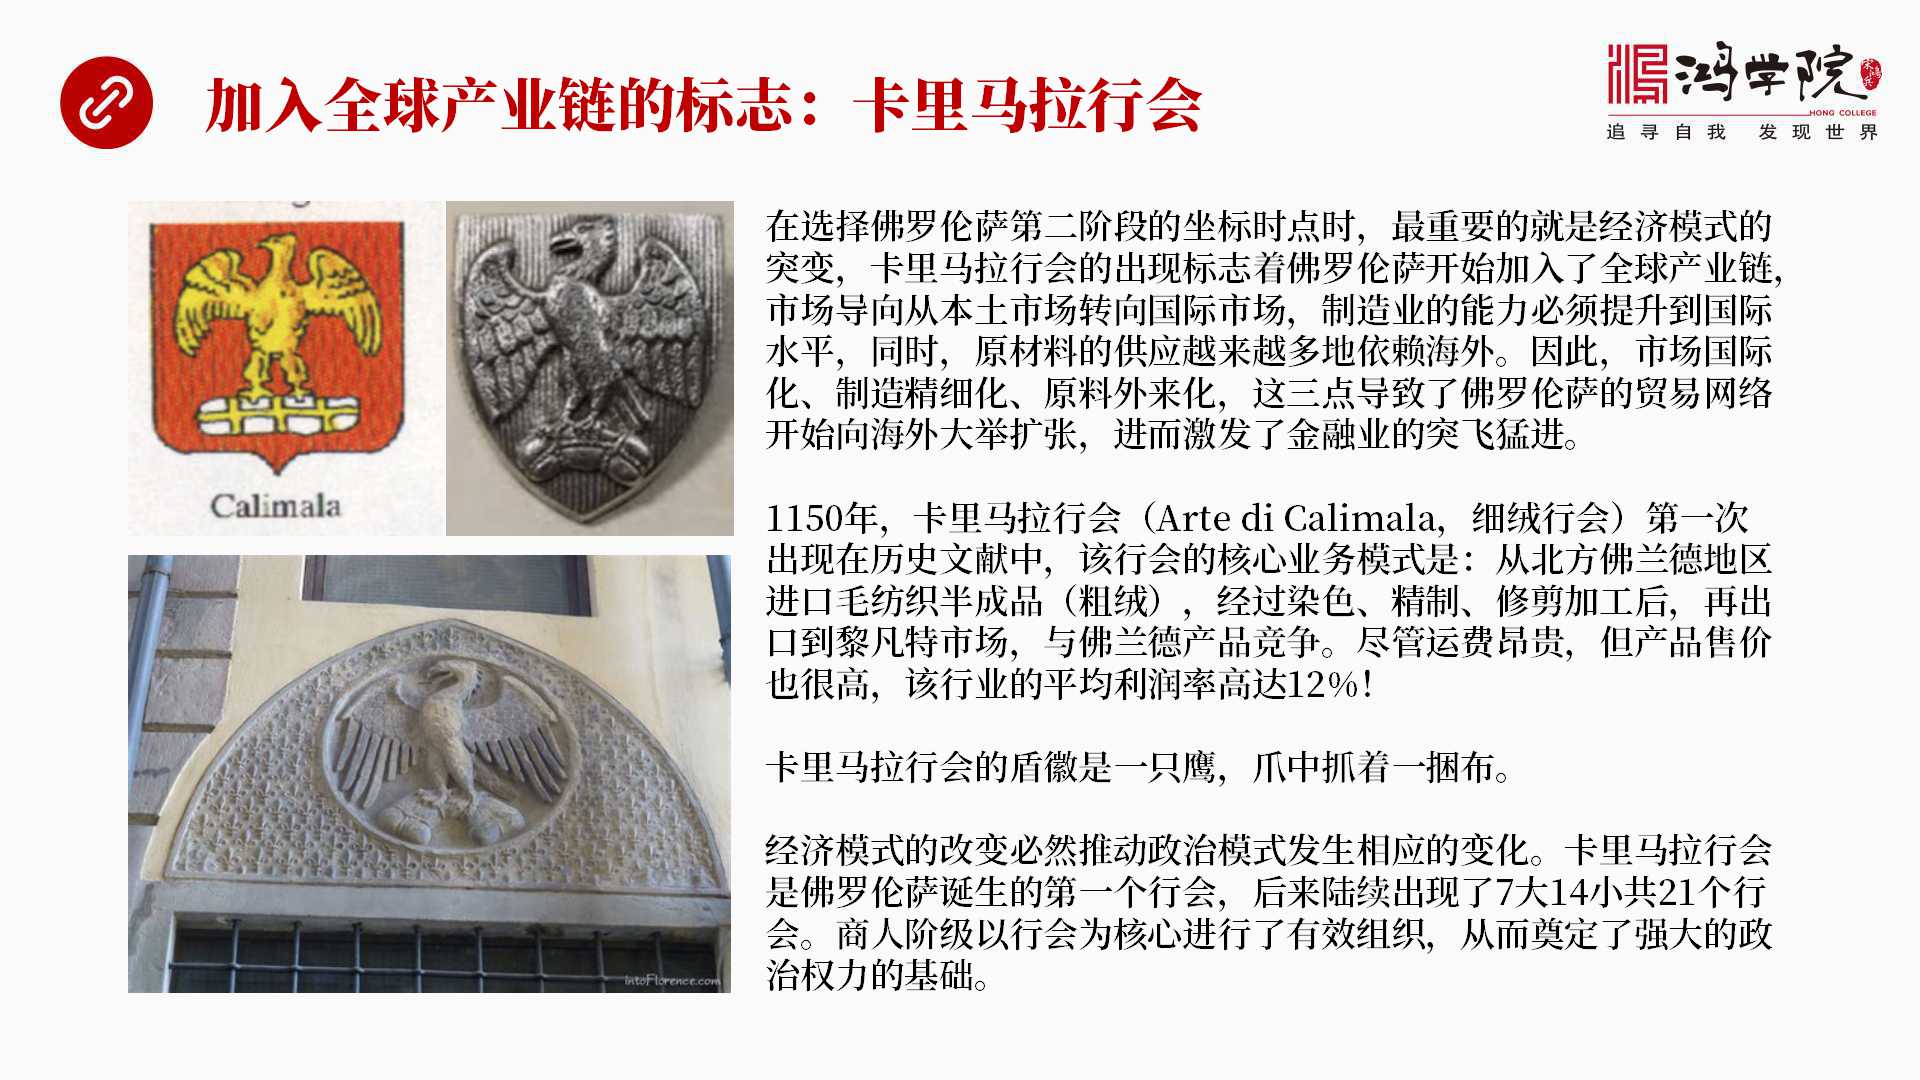 加入全球产业链的标志：卡里马拉行会
鸿学院
HONG COLLEGE
追寻自我 发现世界
Calimala
intoFlorence.com
在选择佛罗伦萨第二阶段的坐标时点时，最重要的就是经济模式的
突变，卡里马拉行会的出现标志着佛罗伦萨开始加入了全球产业链，
市场导向从本土市场转向国际市场，制造业的能力必须提升到国际
水平，同时，原材料的供应越来越多地依赖海外。因此，市场国际
化、制造精细化、原料外来化，这三点导致了佛罗伦萨的贸易网络
开始向海外大举扩张，进而激发了金融业的突飞猛进。
1150年，卡里马拉行会（Arte di Calimala，细绒行会）第一次
出现在历史文献中，该行会的核心业务模式是：从北方佛兰德地区
进口毛纺织半成品（粗绒），经过染色、精制、修剪加工后，再出
口到黎凡特市场，与佛兰德产品竞争。尽管运费昂贵，但产品售价
也很高，该行业的平均利润率高达12%！
卡里马拉行会的盾徽是一只鹰，爪中抓着一捆布。
经济模式的改变必然推动政治模式发生相应的变化。卡里马拉行会
是佛罗伦萨诞生的第一个行会，后来陆续出现了7大14小共21个行
会。商人阶级以行会为核心进行了有效组织，从而奠定了强大的政
治权力的基础。